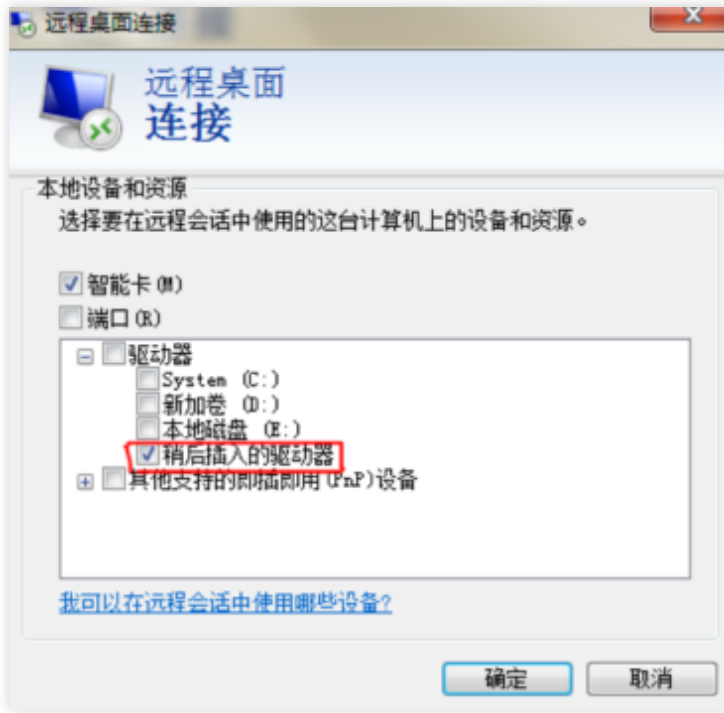 远程桌面连接
远程桌面
连接
本地设备和资源
选择要在远程会话中使用的这台计算机上的设备和资源。
智能卡(M)
端口(R)
驱动器
System (C:)
新加卷 (D:)
本地磁盘 (E:)
稍后插入的驱动器
其他支持的即插即用(PnP)设备
我可以在远程会话中使用哪些设备?
确定
取消